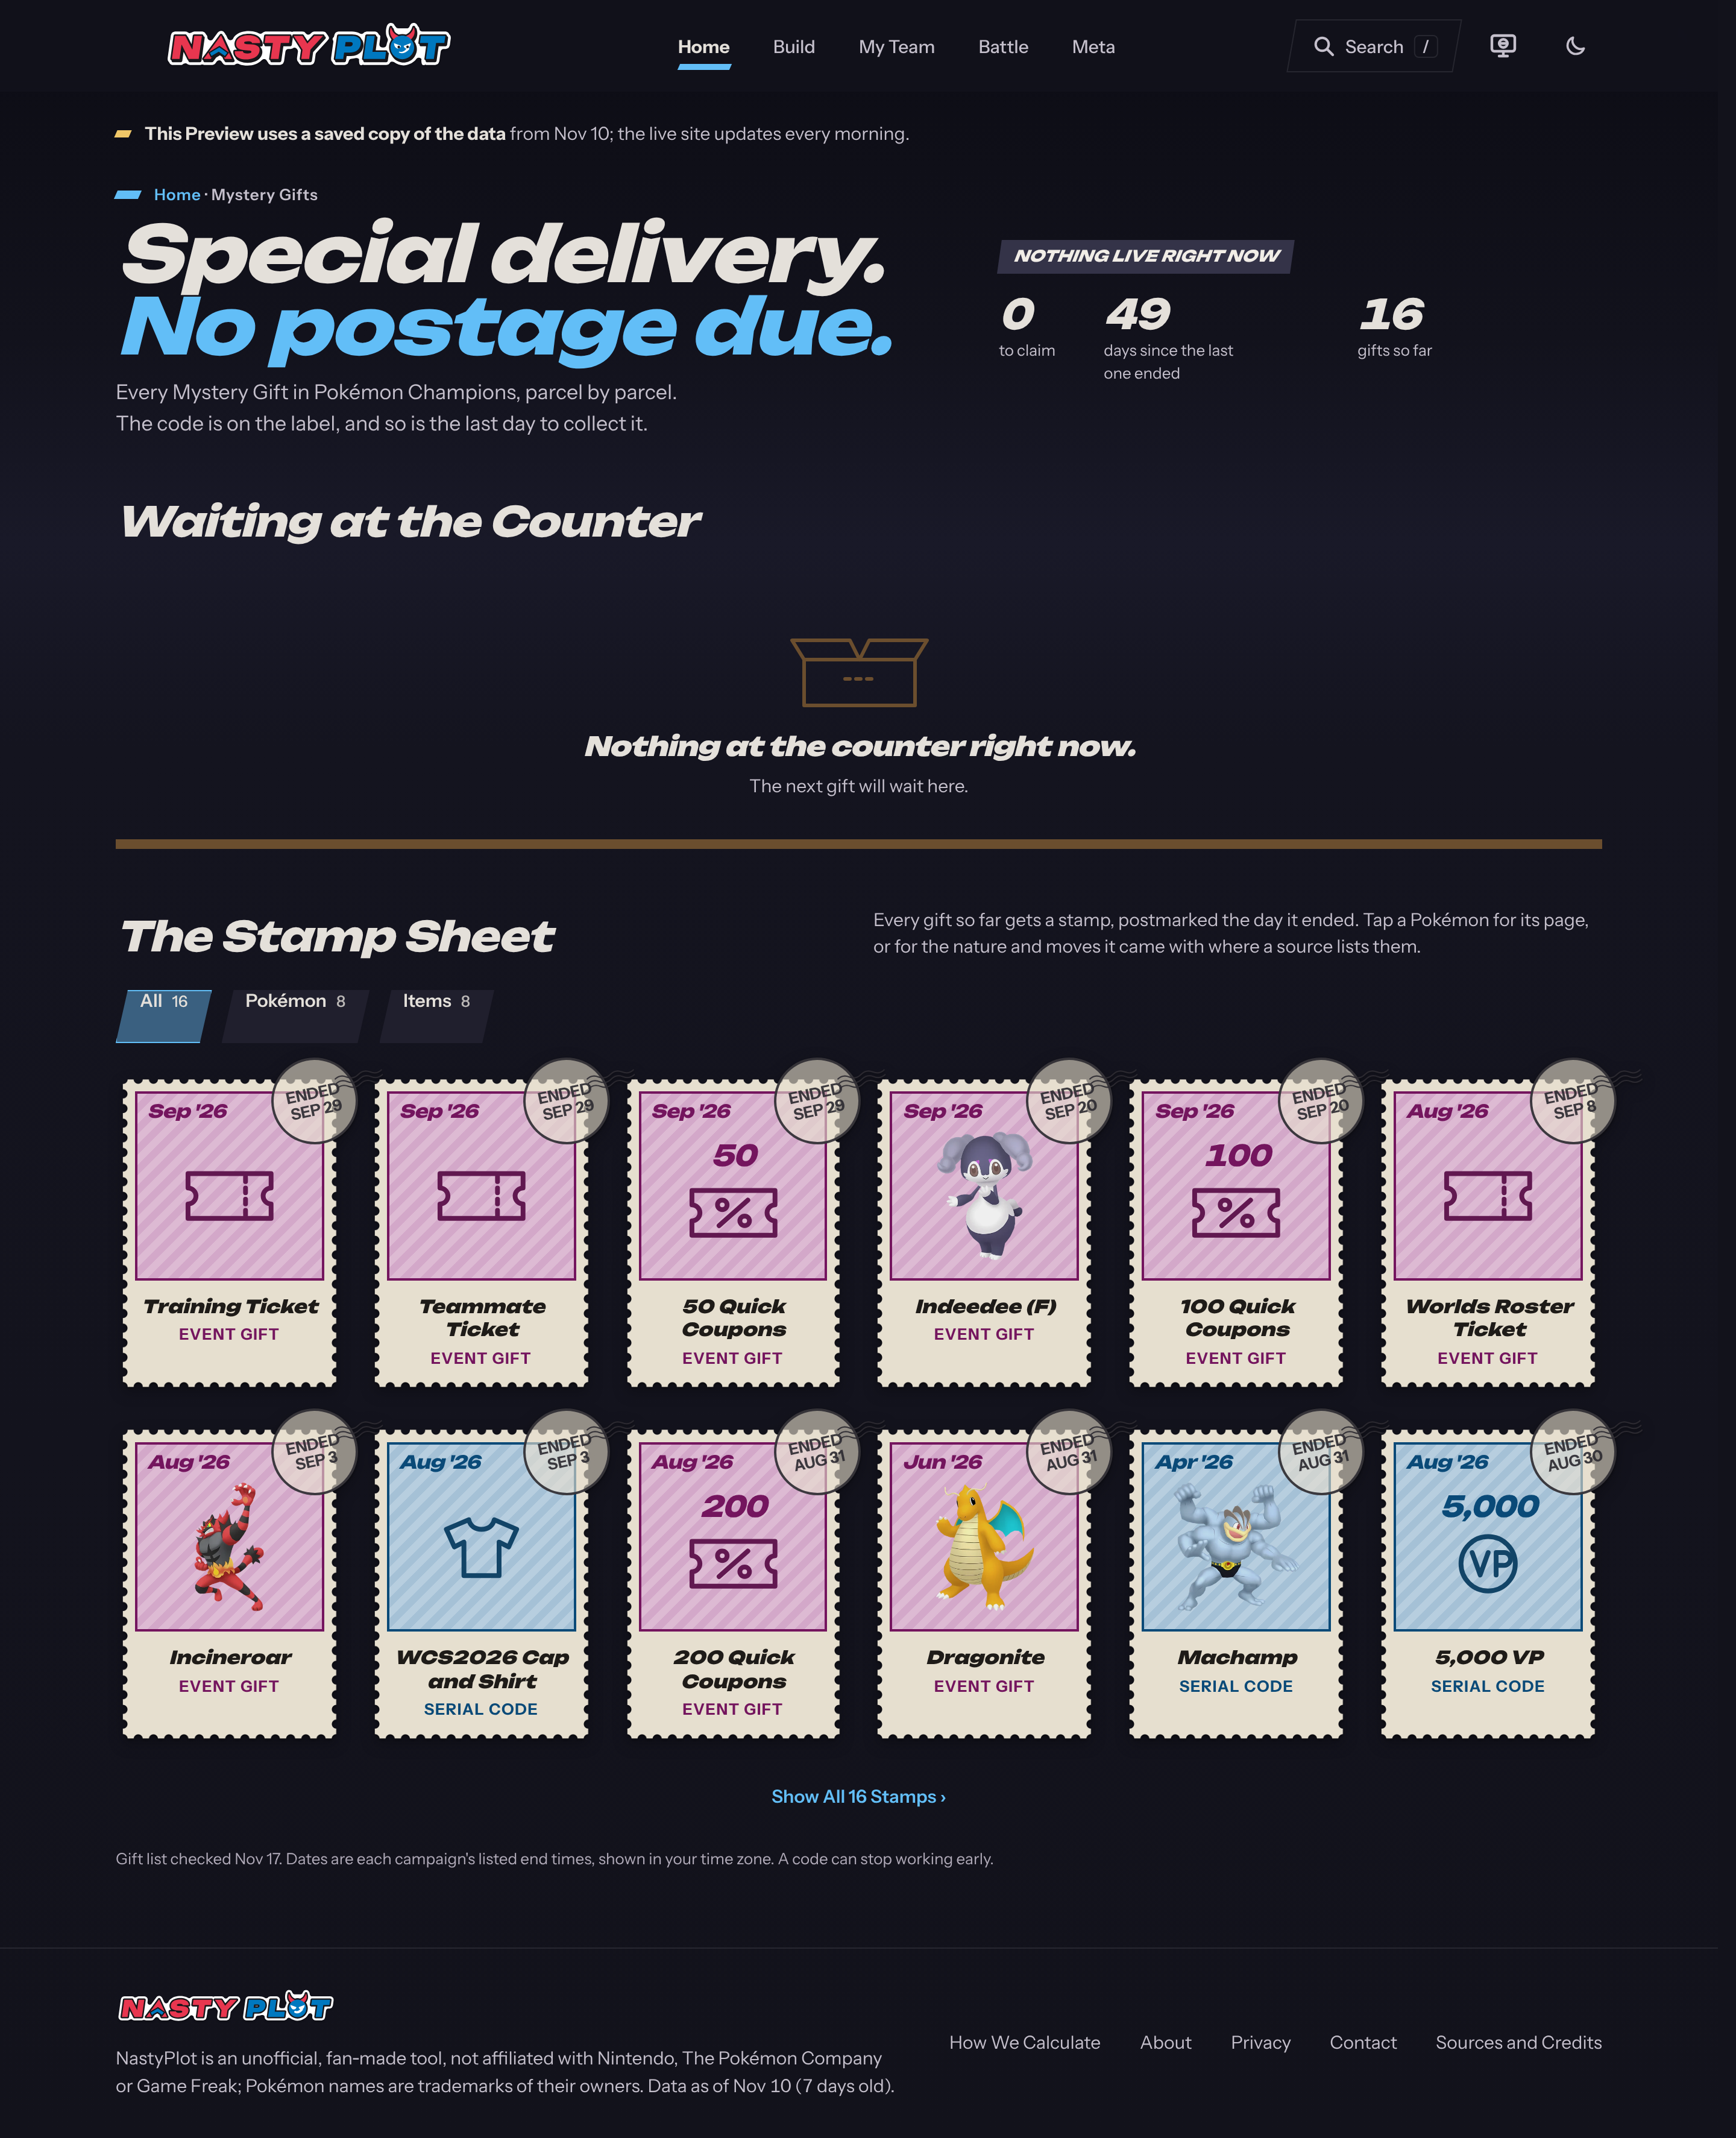 NASTY PLOT
Home
Build
My Team
Battle
Meta
Search /
This Preview uses a saved copy of the data from Nov 10; the live site updates every morning.
Home · Mystery Gifts
Special delivery.
No postage due.
Every Mystery Gift in Pokémon Champions, parcel by parcel.
The code is on the label, and so is the last day to collect it.
NOTHING LIVE RIGHT NOW
0
to claim
49
days since the last
one ended
16
gifts so far
Waiting at the Counter
Nothing at the counter right now.
The next gift will wait here.
The Stamp Sheet
Every gift so far gets a stamp, postmarked the day it ended. Tap a Pokémon for its page,
or for the nature and moves it came with where a source lists them.
All 16
Pokémon 8
Items 8
Sep '26
ENDED
SEP 29
Training Ticket
EVENT GIFT
Sep '26
ENDED
SEP 29
Teammate
Ticket
EVENT GIFT
Sep '26
ENDED
SEP 29
50
%
50 Quick
Coupons
EVENT GIFT
Sep '26
ENDED
SEP 20
Indeedee (F)
EVENT GIFT
Sep '26
ENDED
SEP 20
100
%
100 Quick
Coupons
EVENT GIFT
Aug '26
ENDED
SEP 8
Worlds Roster
Ticket
EVENT GIFT
Aug '26
ENDED
SEP 3
Incineroar
EVENT GIFT
Aug '26
ENDED
SEP 3
WCS2026 Cap
and Shirt
SERIAL CODE
Aug '26
ENDED
AUG 31
200
%
200 Quick
Coupons
EVENT GIFT
Jun '26
ENDED
AUG 31
Dragonite
EVENT GIFT
Apr '26
ENDED
AUG 31
Machamp
SERIAL CODE
Aug '26
ENDED
AUG 30
5,000
VP
5,000 VP
SERIAL CODE
Show All 16 Stamps ›
Gift list checked Nov 17. Dates are each campaign's listed end times, shown in your time zone. A code can stop working early.
NASTY PLOT
NastyPlot is an unofficial, fan-made tool, not affiliated with Nintendo, The Pokémon Company
or Game Freak; Pokémon names are trademarks of their owners. Data as of Nov 10 (7 days old).
How We Calculate
About
Privacy
Contact
Sources and Credits